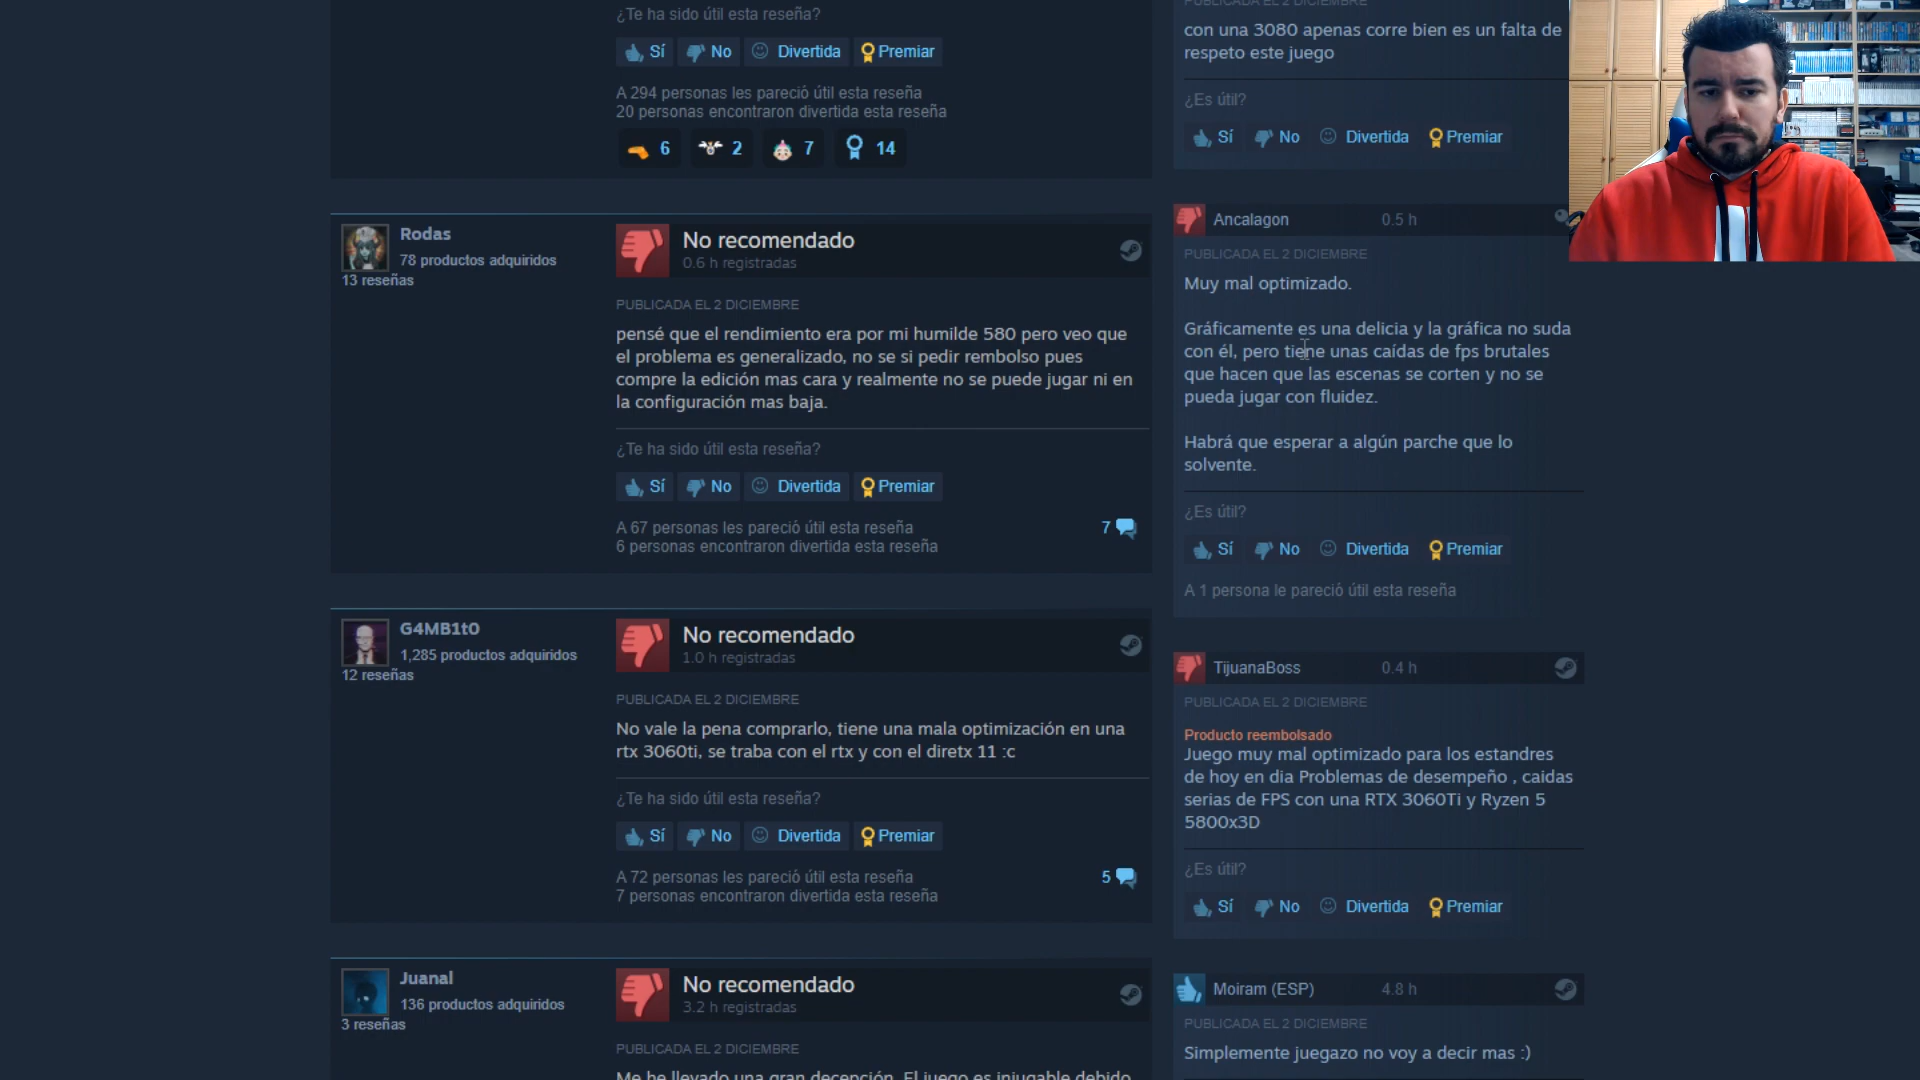 ¿Te ha sido útil esta reseña?
Sí No Divertida Premiar
A 294 personas les pareció útil esta reseña
20 personas encontraron divertida esta reseña
6 2 7 14
Rodas
78 productos adquiridos
13 reseñas
No recomendado
0.6 h registradas
PUBLICADA EL 2 DICIEMBRE
pensé que el rendimiento era por mi humilde 580 pero veo que
el problema es generalizado, no se si pedir rembolso pues
compre la edición mas cara y realmente no se puede jugar ni en
la configuración mas baja.
¿Te ha sido útil esta reseña?
Sí No Divertida Premiar
A 67 personas les pareció útil esta reseña
7
6 personas encontraron divertida esta reseña
G4MB1tO
1,285 productos adquiridos
12 reseñas
No recomendado
1.0 h registradas
PUBLICADA EL 2 DICIEMBRE
No vale la pena comprarlo, tiene una mala optimización en una
rtx 3060ti, se traba con el rtx y con el diretx 11 :c
¿Te ha sido útil esta reseña?
Sí No Divertida Premiar
A 72 personas les pareció útil esta reseña
5
7 personas encontraron divertida esta reseña
Juanal
136 productos adquiridos
3 reseñas
No recomendado
3.2 h registradas
PUBLICADA EL 2 DICIEMBRE
Me he llevado una gran decepción. El juego es injugable debido
PUBLICADA EL 2 DICIEMBRE
con una 3080 apenas corre bien es un falta de
respeto este juego
¿Es útil?
Sí No Divertida Premiar
Ancalagon 0.5 h
PUBLICADA EL 2 DICIEMBRE
Muy mal optimizado.
Gráficamente es una delicia y la gráfica no suda
con él, pero tiene unas caídas de fps brutales
que hacen que las escenas se corten y no se
pueda jugar con fluidez.
Habrá que esperar a algún parche que lo
solvente.
¿Es útil?
Sí No Divertida Premiar
A 1 persona le pareció útil esta reseña
TijuanaBoss 0.4 h
PUBLICADA EL 2 DICIEMBRE
Producto reembolsado
Juego muy mal optimizado para los estandres
de hoy en dia Problemas de desempeño , caidas
serias de FPS con una RTX 3060Ti y Ryzen 5
5800x3D
¿Es útil?
Sí No Divertida Premiar
Moiram (ESP) 4.8 h
PUBLICADA EL 2 DICIEMBRE
Simplemente juegazo no voy a decir mas :)